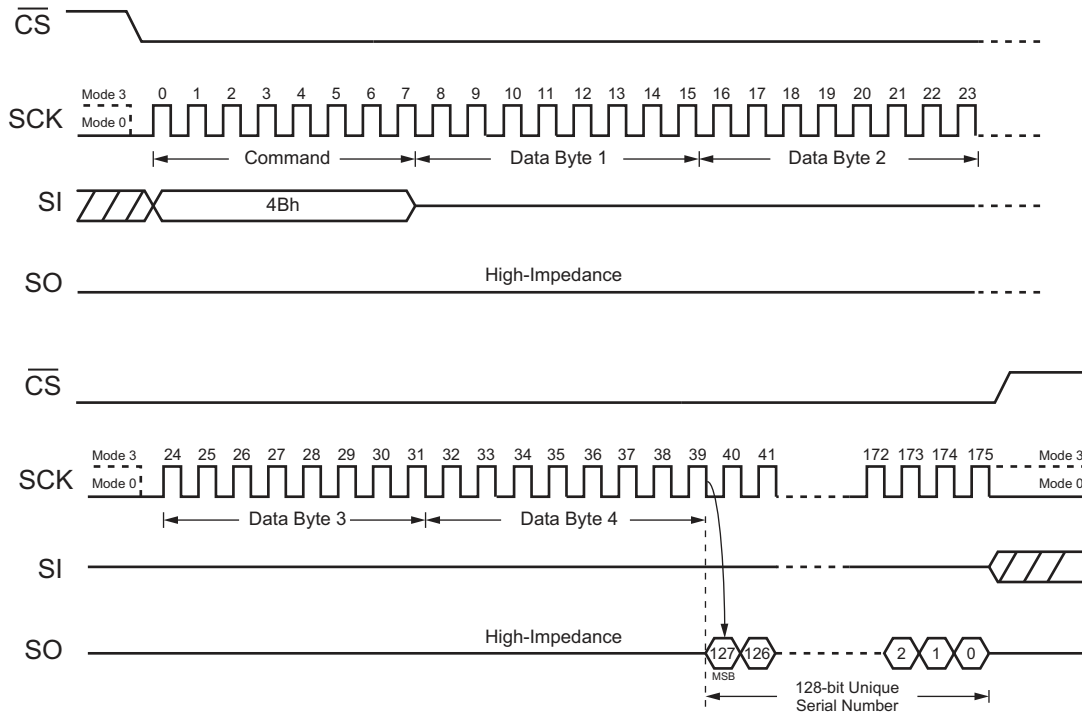 CS
Mode 3
0 1 2 3 4 5 6 7 8 9 10 11 12 13 14 15 16 17 18 19 20 21 22 23
SCK
Mode 0
Command Data Byte 1 Data Byte 2
SI
4Bh
High-Impedance
SO
CS
Mode 3
24 25 26 27 28 29 30 31 32 33 34 35 36 37 38 39 40 41 172 173 174 175
Mode 3
SCK
Mode 0
Mode 0
Data Byte 3 Data Byte 4
SI
High-Impedance
SO
127 126 2 1 0
MSB
128-bit Unique
Serial Number